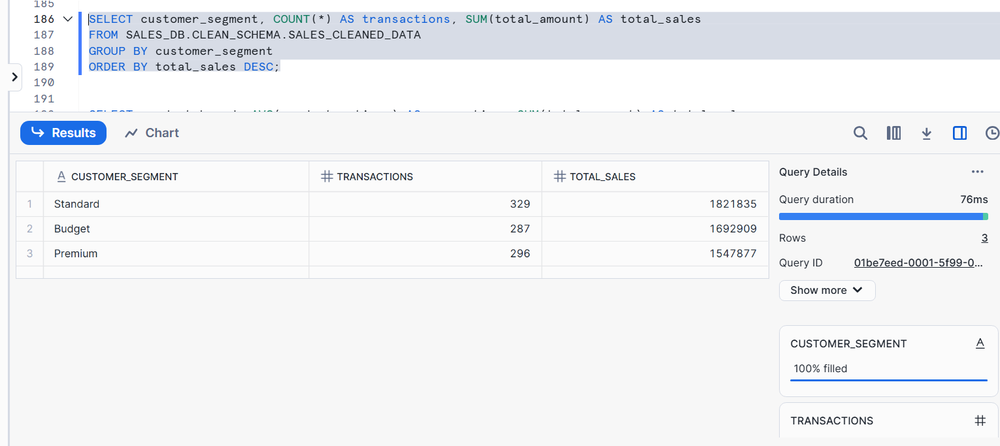 185
186 SELECT customer_segment, COUNT(*) AS transactions, SUM(total_amount) AS total_sales
187 FROM SALES_DB.CLEAN_SCHEMA.SALES_CLEANED_DATA
188 GROUP BY customer_segment
189 ORDER BY total_sales DESC;
190
191
Results Chart
CUSTOMER_SEGMENT TRANSACTIONS TOTAL_SALES
1 Standard 329 1821835
2 Budget 287 1692909
3 Premium 296 1547877
Query Details ...
Query duration 76ms
Rows 3
Query ID 01be7eed-0001-5f99-0...
Show more
CUSTOMER_SEGMENT A
100% filled
TRANSACTIONS #